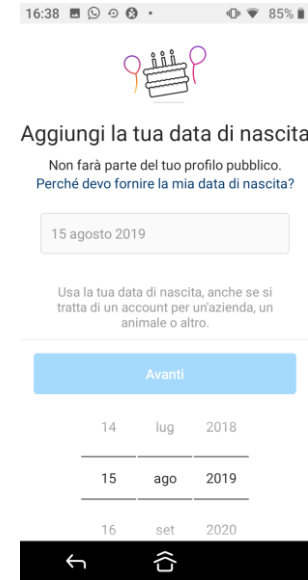 16:38 85%
Aggiungi la tua data di nascita
Non farà parte del tuo profilo pubblico.
Perché devo fornire la mia data di nascita?
15 agosto 2019
Usa la tua data di nascita, anche se si
tratta di un account per un'azienda, un
animale o altro.
Avanti
14 lug 2018
15 ago 2019
16 set 2020